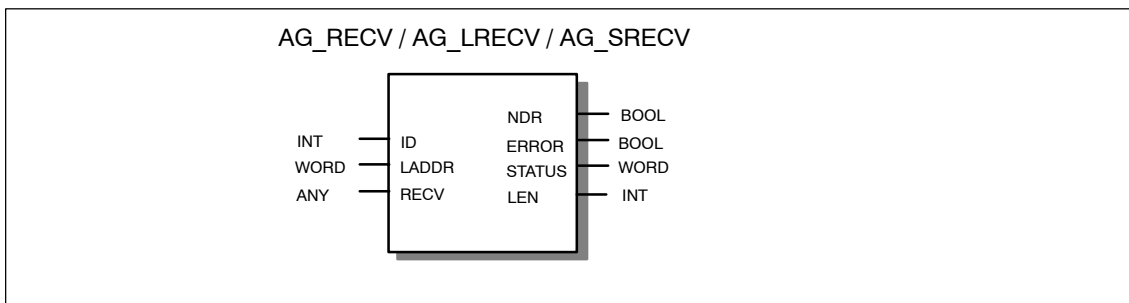 AG_RECV / AG_LRECV / AG_SRECV
NDR BOOL
INT ID ERROR BOOL
WORD LADDR STATUS WORD
ANY RECV LEN INT